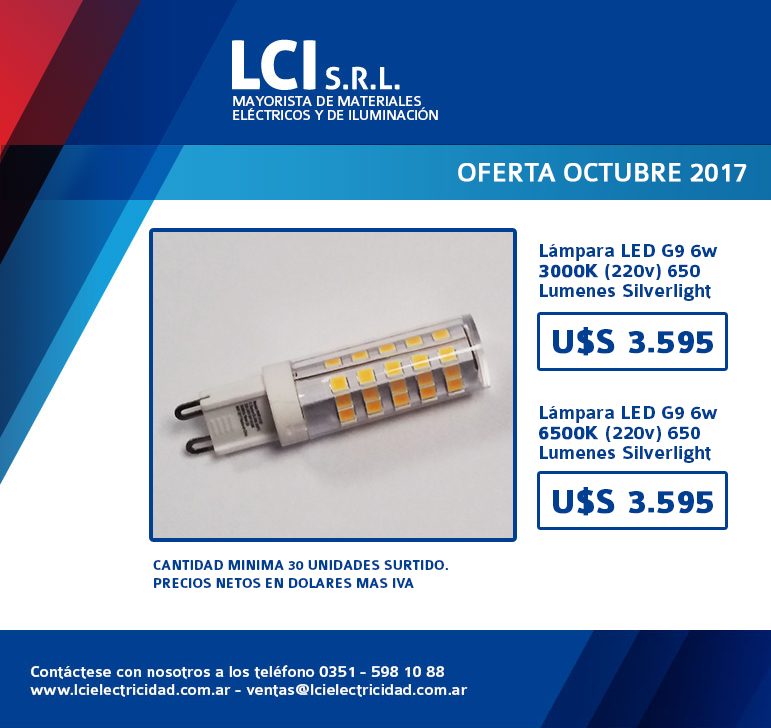 LCI S.R.L.
MAYORISTA DE MATERIALES
ELÉCTRICOS Y DE ILUMINACIÓN
OFERTA OCTUBRE 2017
Lámpara LED G9 6w
3000K (220v) 650
Lumenes Silverlight
U$S 3.595
Lámpara LED G9 6w
6500K (220v) 650
Lumenes Silverlight
U$S 3.595
CANTIDAD MINIMA 30 UNIDADES SURTIDO.
PRECIOS NETOS EN DOLARES MAS IVA
Contáctese con nosotros a los teléfono 0351 - 598 10 88
www.lcielectricidad.com.ar - ventas@lcielectricidad.com.ar